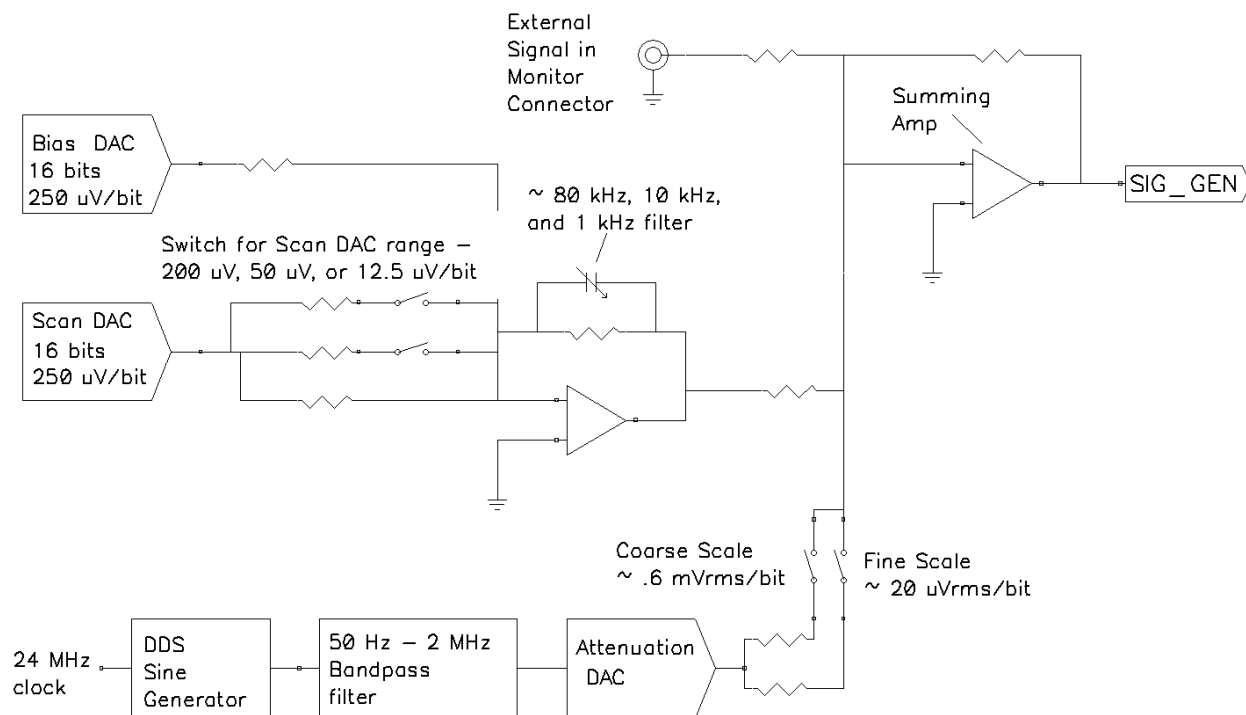 External
Signal in
Monitor
Connector
Summing
Amp
Bias DAC
16 bits
250 uV/bit
SIG_GEN
~ 80 kHz, 10 kHz,
and 1 kHz filter
Switch for Scan DAC range -
200 uV, 50 uV, or 12.5 uV/bit
Scan DAC
16 bits
250 uV/bit
Coarse Scale
~ .6 mVrms/bit
Fine Scale
~ 20 uVrms/bit
24 MHz
clock
DDS
Sine
Generator
50 Hz - 2 MHz
Bandpass
filter
Attenuation
DAC